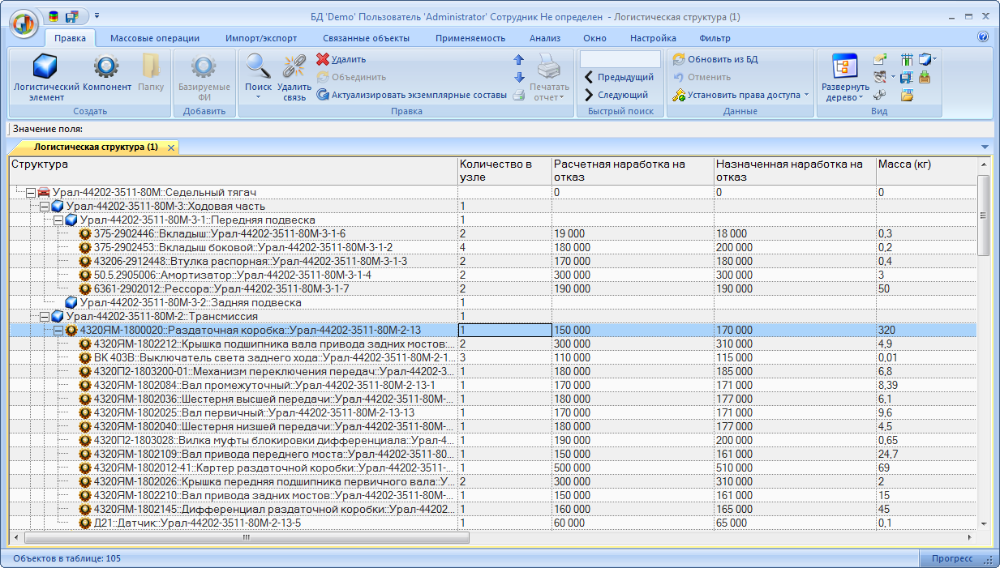 БД 'Demo' Пользователь 'Administrator' Сотрудник Не определен - Логистическая структура (1)
Правка Массовые операции Импорт/экспорт Связанные объекты Применяемость Анализ Окно Настройка Фильтр
Логистический элемент Компонент Папку
Создать
Базируемые ФИ
Добавить
Поиск Удалить связь
Удалить
Объединить
Актуализировать экземплярные составы
Печатать отчет
Правка
Предыдущий
Следующий
Быстрый поиск
Обновить из БД
Отменить
Установить права доступа
Данные
Развернуть дерево
Вид
Значение поля:
Логистическая структура (1)
Структура Количество в узле Расчетная наработка на отказ Назначенная наработка на отказ Масса (кг)
Урал-44202-3511-80М::Седельный тягач 0 0 0
Урал-44202-3511-80М-3::Ходовая часть 1
Урал-44202-3511-80М-3-1::Передняя подвеска 1
375-2902446::Вкладыш::Урал-44202-3511-80М-3-1-6 2 19 000 18 000 0,3
375-2902453::Вкладыш боковой::Урал-44202-3511-80М-3-1-2 4 180 000 200 000 0,2
43206-2912448::Втулка распорная::Урал-44202-3511-80М-3-1-3 2 170 000 180 000 0,4
50.5.2905006::Амортизатор::Урал-44202-3511-80М-3-1-4 2 300 000 300 000 3
6361-2902012::Рессора::Урал-44202-3511-80М-3-1-7 2 190 000 190 000 50
Урал-44202-3511-80М-3-2::Задняя подвеска 1
Урал-44202-3511-80М-2::Трансмиссия 1
4320ЯМ-1800020::Раздаточная коробка::Урал-44202-3511-80М-2-13 1 150 000 170 000 320
4320ЯМ-1802212::Крышка подшипника вала привода задних мостов:... 2 300 000 310 000 4,9
ВК 403В::Выключатель света заднего хода::Урал-44202-3511-80М-2-1... 3 110 000 115 000 0,01
4320П2-1803200-01::Механизм переключения передач::Урал-44202-3... 1 180 000 185 000 6,8
4320ЯМ-1802084::Вал промежуточный::Урал-44202-3511-80М-2-13-1 1 170 000 171 000 8,39
4320ЯМ-1802036::Шестерня высшей передачи::Урал-44202-3511-80М-... 1 180 000 177 000 6,1
4320ЯМ-1802025::Вал первичный::Урал-44202-3511-80М-2-13-13 1 170 000 171 000 9,6
4320ЯМ-1802040::Шестерня низшей передачи::Урал-44202-3511-80М-... 1 180 000 177 000 4,5
4320П2-1803028::Вилка муфты блокировки дифференциала::Урал-4... 1 190 000 200 000 0,65
4320ЯМ-1802109::Вал привода переднего моста::Урал-44202-3511-80... 1 150 000 161 000 24,7
4320ЯМ-1802012-41::Картер раздаточной коробки::Урал-44202-3511-... 1 500 000 510 000 69
4320ЯМ-1802026::Крышка передняя подшипника первичного вала::У... 2 300 000 310 000 2
4320ЯМ-1802210::Вал привода задних мостов::Урал-44202-3511-80М-... 1 150 000 161 000 15
4320ЯМ-1802145::Дифференциал раздаточной коробки::Урал-44202... 1 160 000 165 000 45
Д21::Датчик::Урал-44202-3511-80М-2-13-5 1 60 000 65 000 0,1
Объектов в таблице: 105 Прогресс